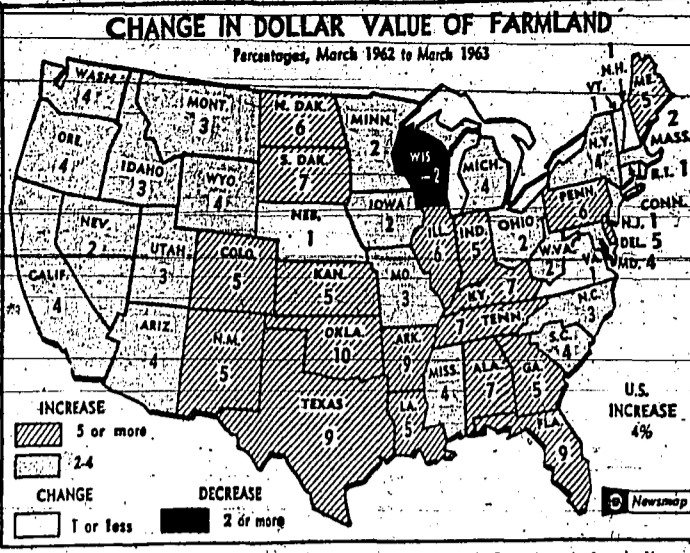 CHANGE IN DOLLAR VALUE OF FARMLAND
Percentages, March 1962 to March 1963
WASH.
4
ORE.
4
CALIF.
4
NEV.
2
IDAHO
3
MONT.
3
WYO.
4
UTAH
3
ARIZ.
4
COLO.
5
N.M.
5
N. DAK.
6
S. DAK.
7
NEB.
1
KAN.
5
OKLA.
10
TEXAS
9
MINN.
2
IOWA
2
MO.
3
ARK.
9
LA.
5
WIS
-2
ILL.
6
MICH.
4
IND.
5
OHIO
2
KY.
7
7 TENN.
MISS.
4
ALA.
7
GA.
5
FLA.
9
S.C.
4
N.C.
3
W.VA.
2
VA.
1
PENN.
6
N.Y.
4
VT.
1
1
N.H.
ME.
5
2
MASS.
R.I. 1
CONN.
N.J. 1
DEL. 5
MD. 4
U.S.
INCREASE
4%
INCREASE
5 or more
2-4
CHANGE
1 or less
DECREASE
2 or more
Newsmap